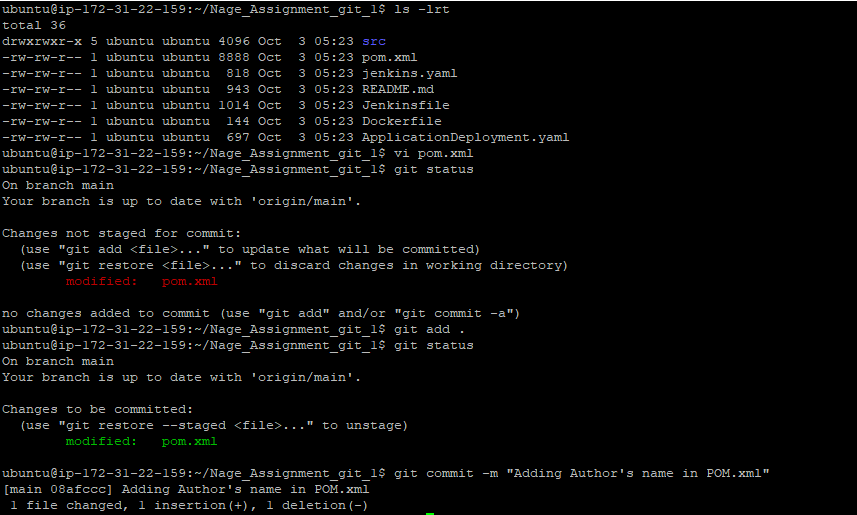 ubuntu@ip-172-31-22-159:~/Nage_Assignment_git_1$ ls -lrt
total 36
drwxrwxr-x 5 ubuntu ubuntu 4096 Oct  3 05:23 src
-rw-rw-r-- 1 ubuntu ubuntu 8888 Oct  3 05:23 pom.xml
-rw-rw-r-- 1 ubuntu ubuntu  818 Oct  3 05:23 jenkins.yaml
-rw-rw-r-- 1 ubuntu ubuntu  943 Oct  3 05:23 README.md
-rw-rw-r-- 1 ubuntu ubuntu 1014 Oct  3 05:23 Jenkinsfile
-rw-rw-r-- 1 ubuntu ubuntu  144 Oct  3 05:23 Dockerfile
-rw-rw-r-- 1 ubuntu ubuntu  697 Oct  3 05:23 ApplicationDeployment.yaml
ubuntu@ip-172-31-22-159:~/Nage_Assignment_git_1$ vi pom.xml
ubuntu@ip-172-31-22-159:~/Nage_Assignment_git_1$ git status
On branch main
Your branch is up to date with 'origin/main'.

Changes not staged for commit:
  (use "git add <file>..." to update what will be committed)
  (use "git restore <file>..." to discard changes in working directory)
        modified:   pom.xml

no changes added to commit (use "git add" and/or "git commit -a")
ubuntu@ip-172-31-22-159:~/Nage_Assignment_git_1$ git add .
ubuntu@ip-172-31-22-159:~/Nage_Assignment_git_1$ git status
On branch main
Your branch is up to date with 'origin/main'.

Changes to be committed:
  (use "git restore --staged <file>..." to unstage)
        modified:   pom.xml

ubuntu@ip-172-31-22-159:~/Nage_Assignment_git_1$ git commit -m "Adding Author's name in POM.xml"
[main 08afccc] Adding Author's name in POM.xml
 1 file changed, 1 insertion(+), 1 deletion(-)